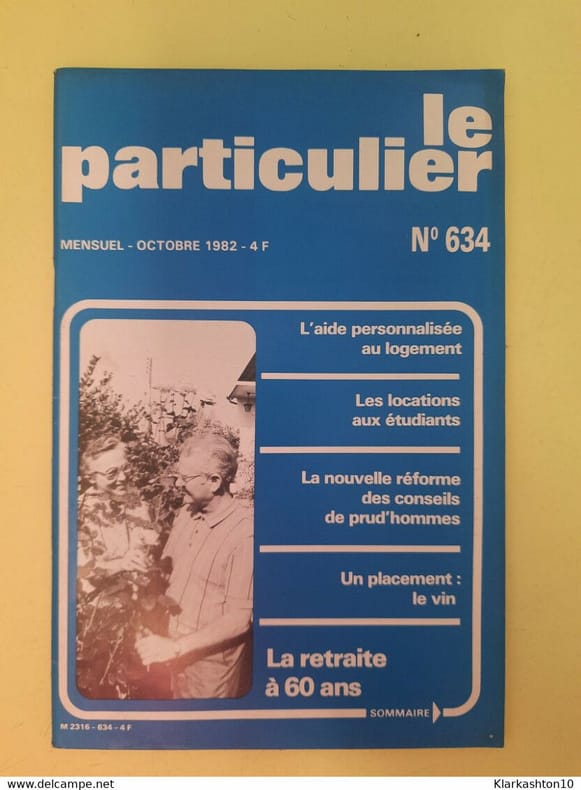 le
particulier
MENSUEL - OCTOBRE 1982 - 4 F
N° 634
L'aide personnalisée
au logement
Les locations
aux étudiants
La nouvelle réforme
des conseils
de prud'hommes
Un placement :
le vin
La retraite
à 60 ans
SOMMAIRE
M 2316 - 634 - 4 F
www.delcampe.net
Klarkashton10